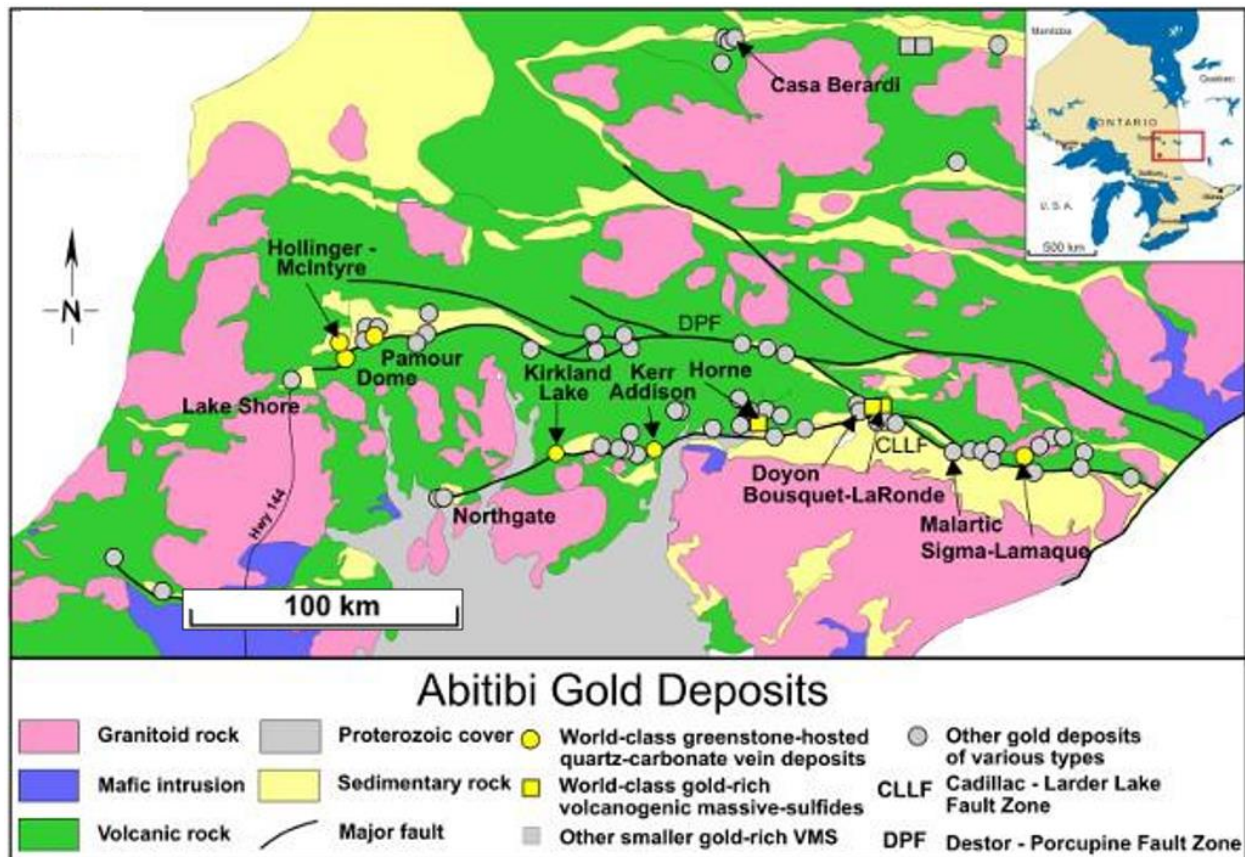 Casa Berardi
Manitoba
Quebec
ONTARIO
U.S.A.
500 km
Hollinger -
McIntyre
N
DPF
Pamour
Dome
Kirkland
Lake
Kerr
Addison
Horne
Lake Shore
CLLF
Doyon
Bousquet-LaRonde
Northgate
Malartic
Sigma-Lamaque
Hwy 144
100 km
Abitibi Gold Deposits
Granitoid rock
Mafic intrusion
Volcanic rock
Proterozoic cover
Sedimentary rock
Major fault
World-class greenstone-hosted
quartz-carbonate vein deposits
World-class gold-rich
volcanogenic massive-sulfides
Other smaller gold-rich VMS
Other gold deposits
of various types
CLLF Cadillac - Larder Lake
Fault Zone
DPF Destor - Porcupine Fault Zone